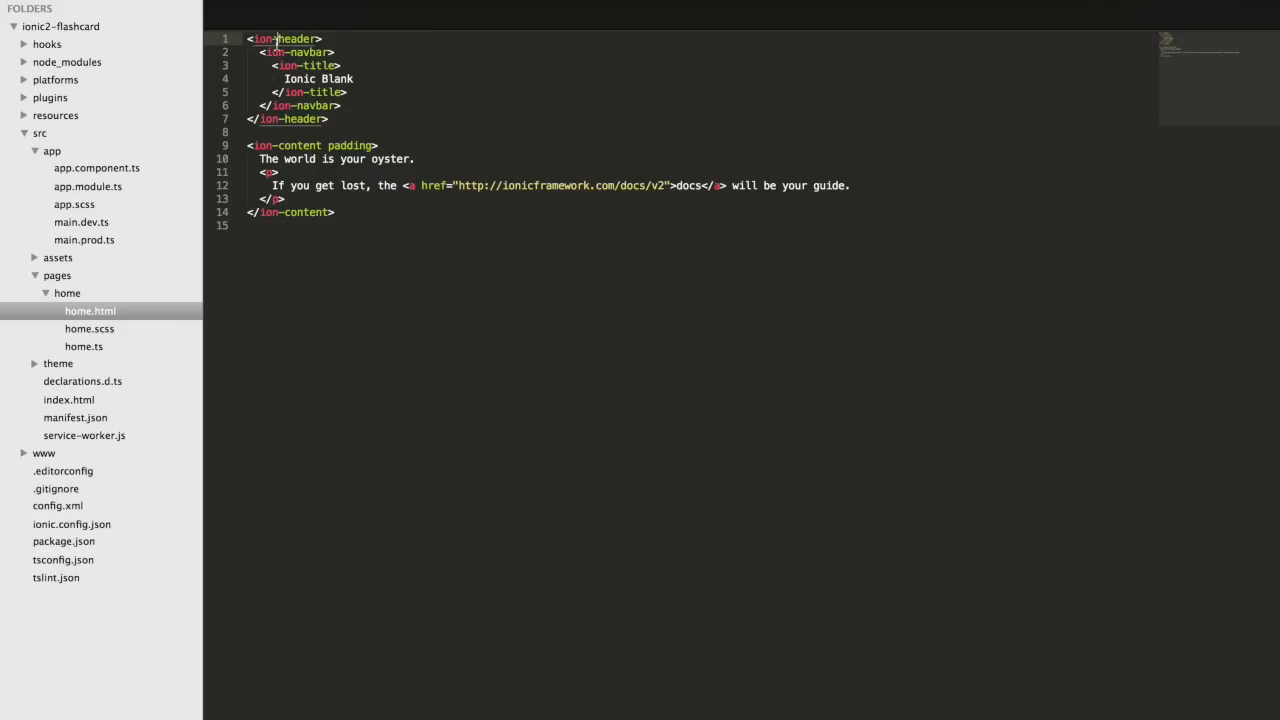 FOLDERS
ionic2-flashcard
hooks
node_modules
platforms
plugins
resources
src
app
app.component.ts
app.module.ts
app.scss
main.dev.ts
main.prod.ts
assets
pages
home
home.html
home.scss
home.ts
theme
declarations.d.ts
index.html
manifest.json
service-worker.js
www
.editorconfig
.gitignore
config.xml
ionic.config.json
package.json
tsconfig.json
tslint.json
1 <ion-header>
2 <ion-navbar>
3 <ion-title>
4 Ionic Blank
5 </ion-title>
6 </ion-navbar>
7 </ion-header>
8
9 <ion-content padding>
10 The world is your oyster.
11 <p>
12 If you get lost, the <a href="http://ionicframework.com/docs/v2">docs</a> will be your guide.
13 </p>
14 </ion-content>
15